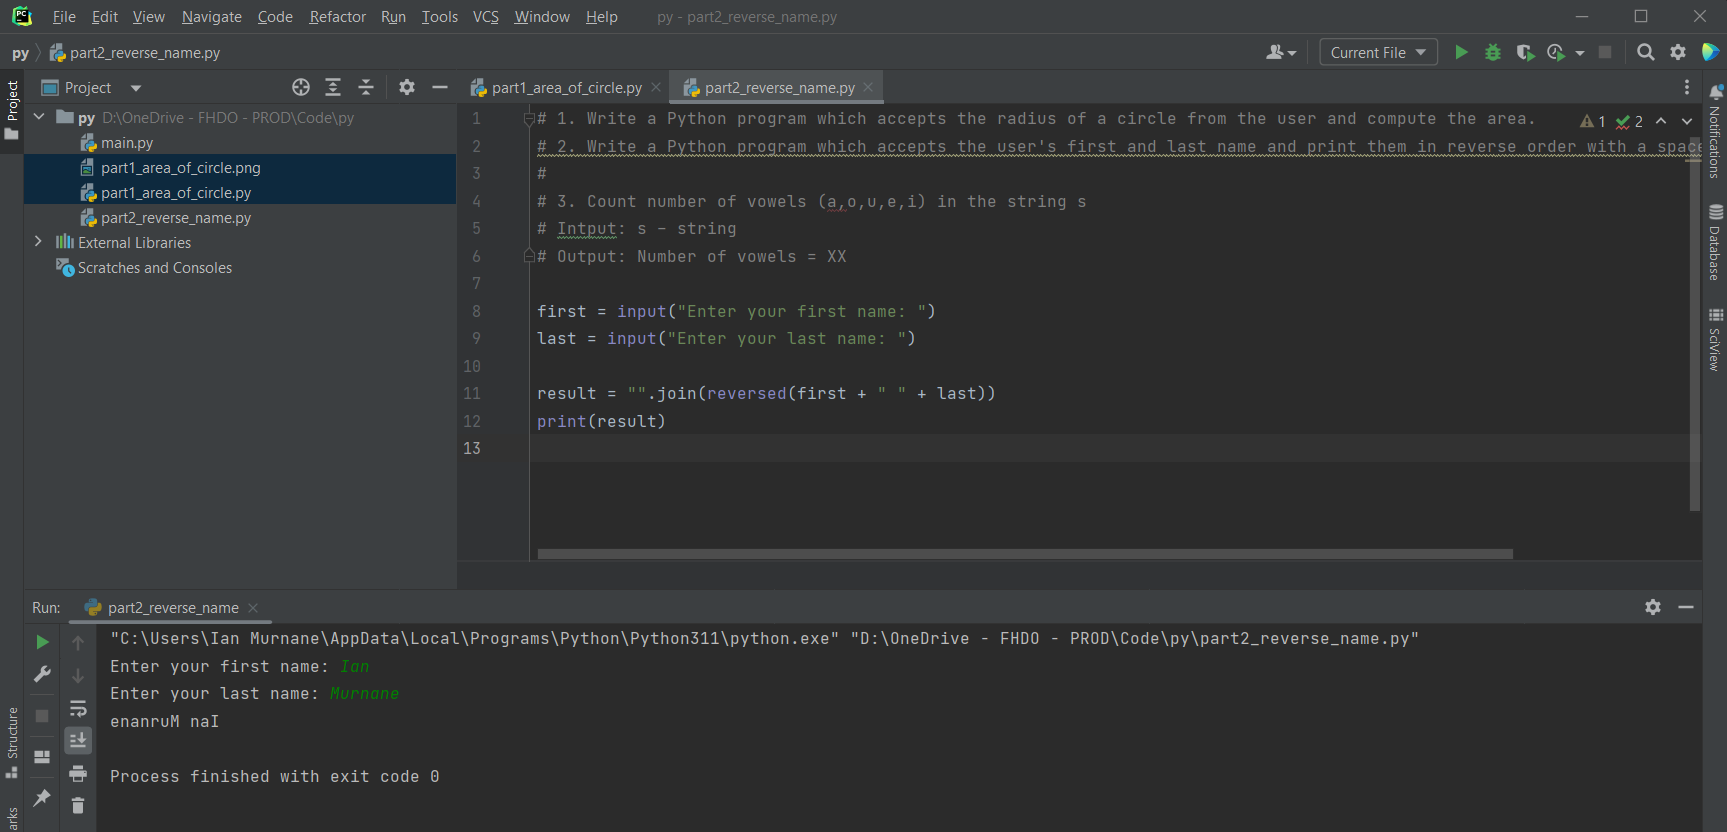 PC File Edit View Navigate Code Refactor Run Tools VCS Window Help py - part2_reverse_name.py
py part2_reverse_name.py Current File
Project
Project
py D:\OneDrive - FHDO - PROD\Code\py
main.py
part1_area_of_circle.png
part1_area_of_circle.py
part2_reverse_name.py
External Libraries
Scratches and Consoles
part1_area_of_circle.py part2_reverse_name.py
1 # 1. Write a Python program which accepts the radius of a circle from the user and compute the area.
2 # 2. Write a Python program which accepts the user's first and last name and print them in reverse order with a space
3 #
4 # 3. Count number of vowels (a,o,u,e,i) in the string s
5 # Intput: s - string
6 # Output: Number of vowels = XX
7
8 first = input("Enter your first name: ")
9 last = input("Enter your last name: ")
10
11 result = "".join(reversed(first + " " + last))
12 print(result)
13
1 2
Notifications
Database
SciView
Run: part2_reverse_name
"C:\Users\Ian Murnane\AppData\Local\Programs\Python\Python311\python.exe" "D:\OneDrive - FHDO - PROD\Code\py\part2_reverse_name.py"
Enter your first name: Ian
Enter your last name: Murnane
enanruM naI
Process finished with exit code 0
Structure
arks